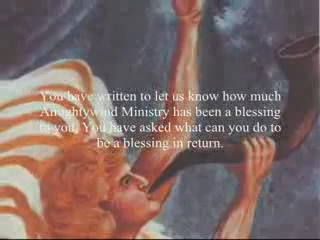 You have written to let us know how much
Amightywind Ministry has been a blessing
to you. You have asked what can you do to
be a blessing in return.